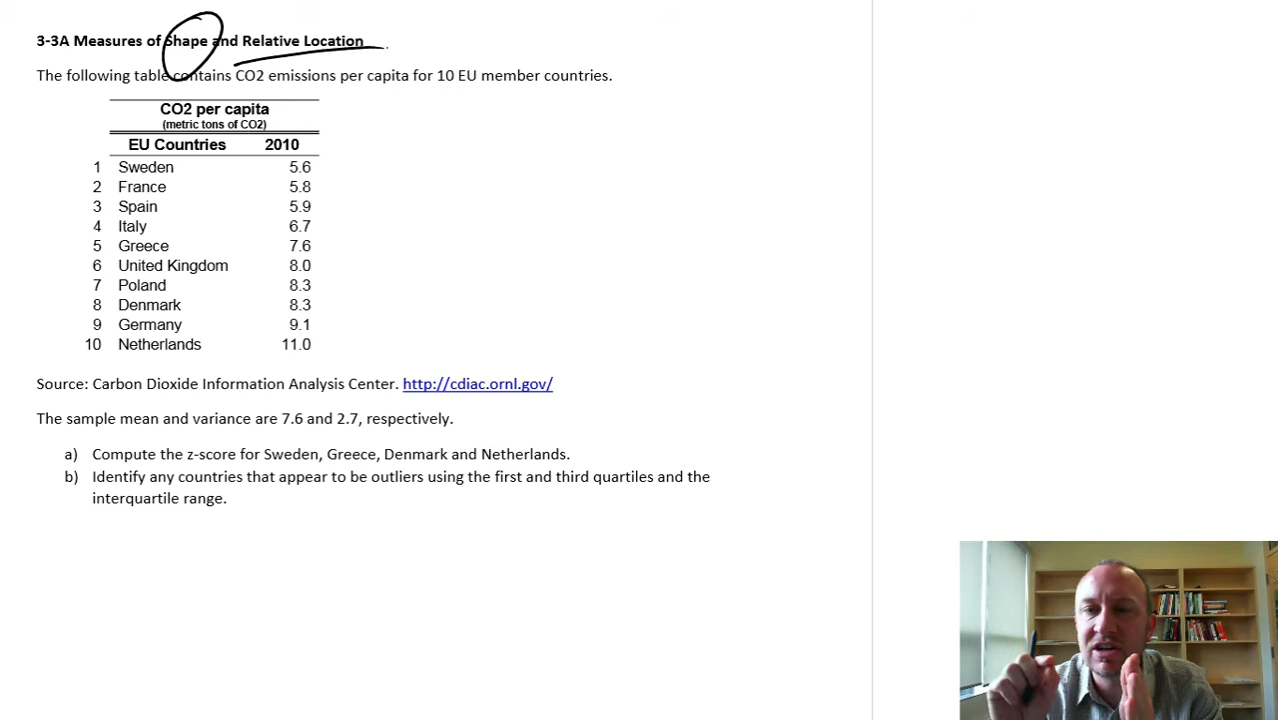 3-3A Measures of Shape and Relative Location
The following table contains CO2 emissions per capita for 10 EU member countries.
CO2 per capita
(metric tons of CO2)
EU Countries 2010
1 Sweden 5.6
2 France 5.8
3 Spain 5.9
4 Italy 6.7
5 Greece 7.6
6 United Kingdom 8.0
7 Poland 8.3
8 Denmark 8.3
9 Germany 9.1
10 Netherlands 11.0
Source: Carbon Dioxide Information Analysis Center. http://cdiac.ornl.gov/
The sample mean and variance are 7.6 and 2.7, respectively.
a) Compute the z-score for Sweden, Greece, Denmark and Netherlands.
b) Identify any countries that appear to be outliers using the first and third quartiles and the
interquartile range.